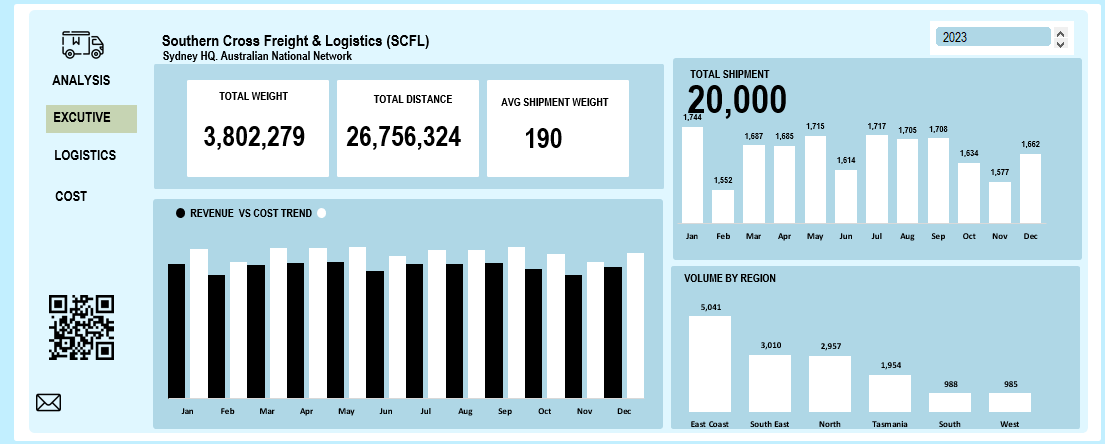 Southern Cross Freight & Logistics (SCFL)
Sydney HQ. Australian National Network
2023
ANALYSIS
EXCUTIVE
LOGISTICS
COST
TOTAL WEIGHT
3,802,279
TOTAL DISTANCE
26,756,324
AVG SHIPMENT WEIGHT
190
TOTAL SHIPMENT
20,000
1,744
1,552
1,687
1,685
1,715
1,614
1,717
1,705
1,708
1,634
1,577
1,662
Jan Feb Mar Apr May Jun Jul Aug Sep Oct Nov Dec
REVENUE VS COST TREND
Jan Feb Mar Apr May Jun Jul Aug Sep Oct Nov Dec
VOLUME BY REGION
5,041
3,010
2,957
1,954
988
985
East Coast South East North Tasmania South West